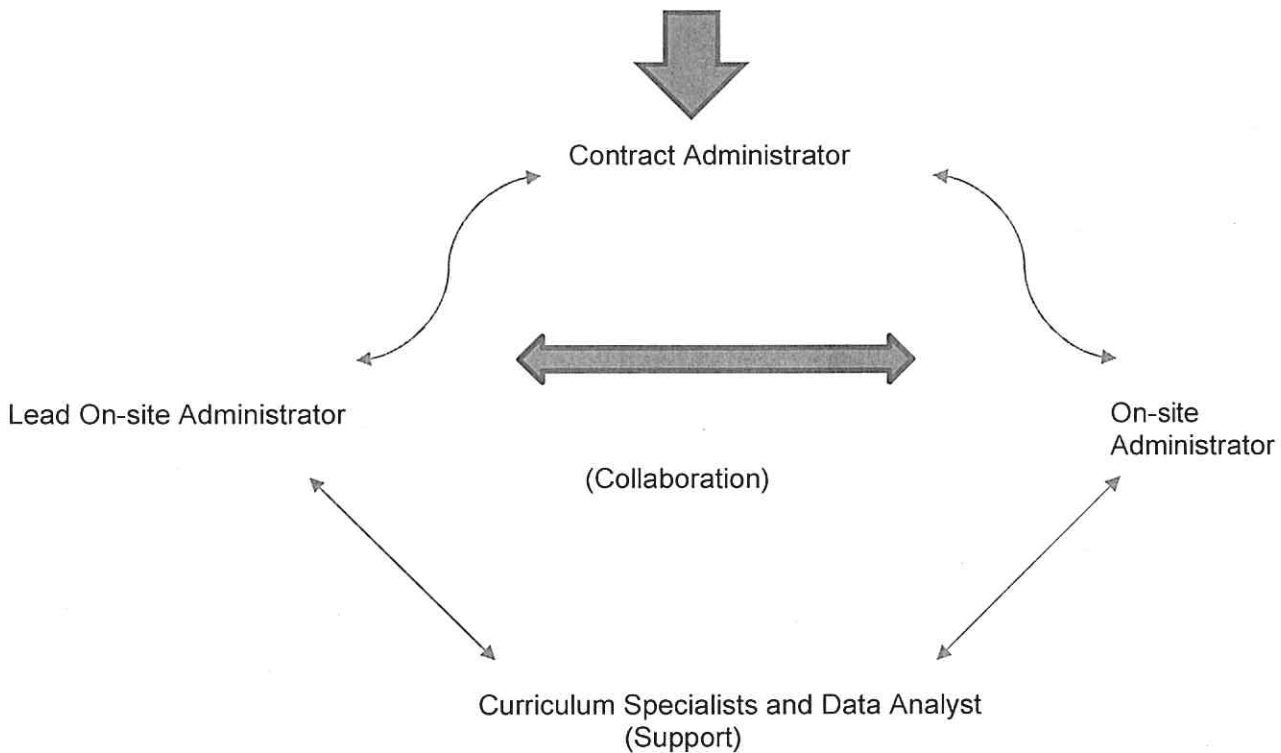 Contract Administrator
Lead On-site Administrator
On-site
Administrator
(Collaboration)
Curriculum Specialists and Data Analyst
(Support)